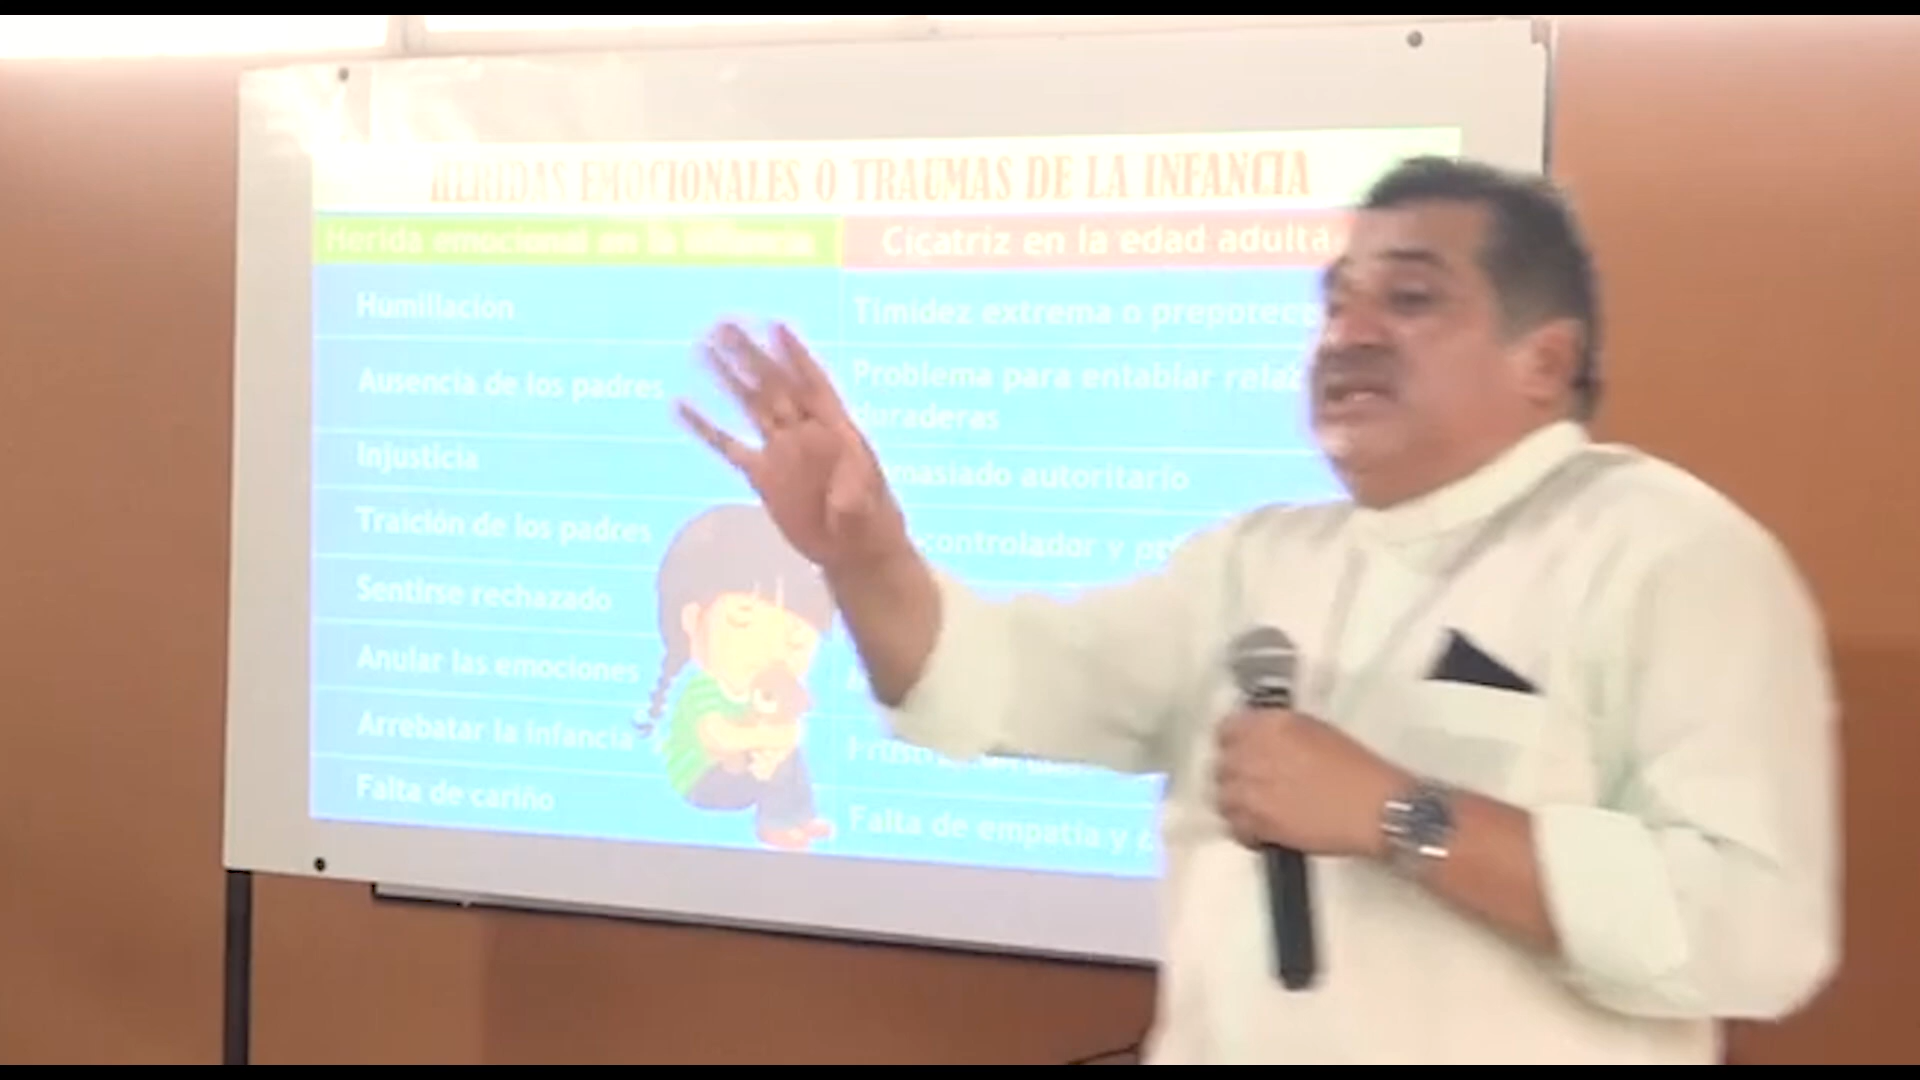 HERIDAS EMOCIONALES O TRAUMAS DE LA INFANCIA
Herida emocional en la infancia
Cicatriz en la edad adulta
Humillación
Timidez extrema o
Ausencia de los padres
Problema para entablar
duraderas
Injusticia
autoritario
Traición de los padres
controlador y
Sentirse rechazado
Anular las emociones
Arrebatar la infancia
Falta de cariño
Falta de empatía y